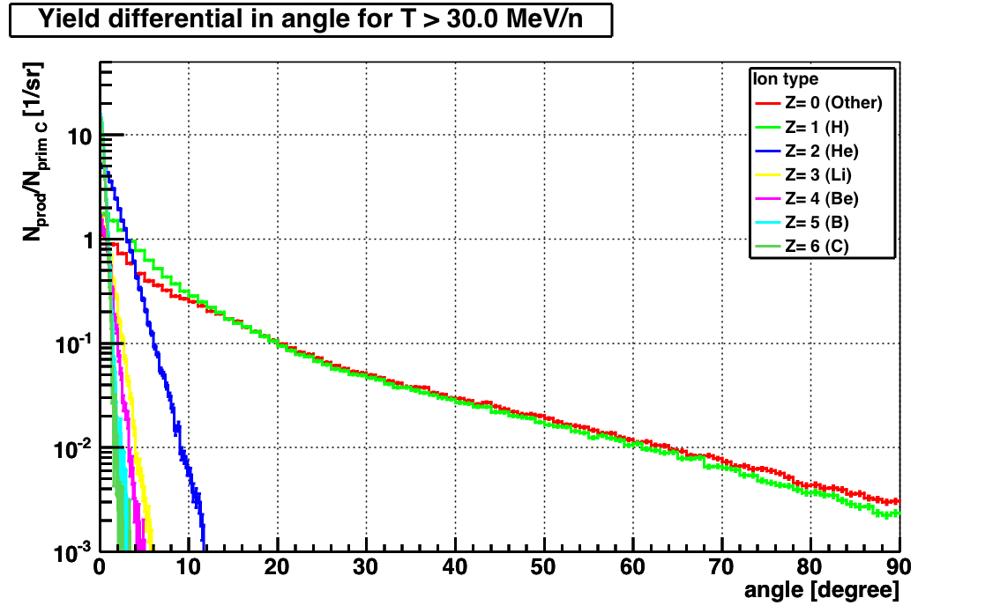 Yield differential in angle for T > 30.0 MeV/n
N_prod/N_prim C [1/sr]
10
1
10^-1
10^-2
10^-3
Ion type
Z= 0 (Other)
Z= 1 (H)
Z= 2 (He)
Z= 3 (Li)
Z= 4 (Be)
Z= 5 (B)
Z= 6 (C)
0 10 20 30 40 50 60 70 80 90
angle [degree]